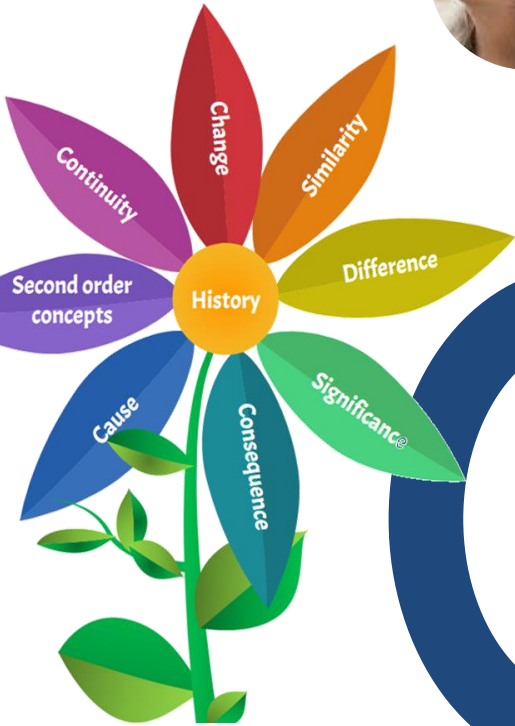 Change
Similarity
Continuity
Difference
Second order
concepts
History
Significance
Cause
Consequence